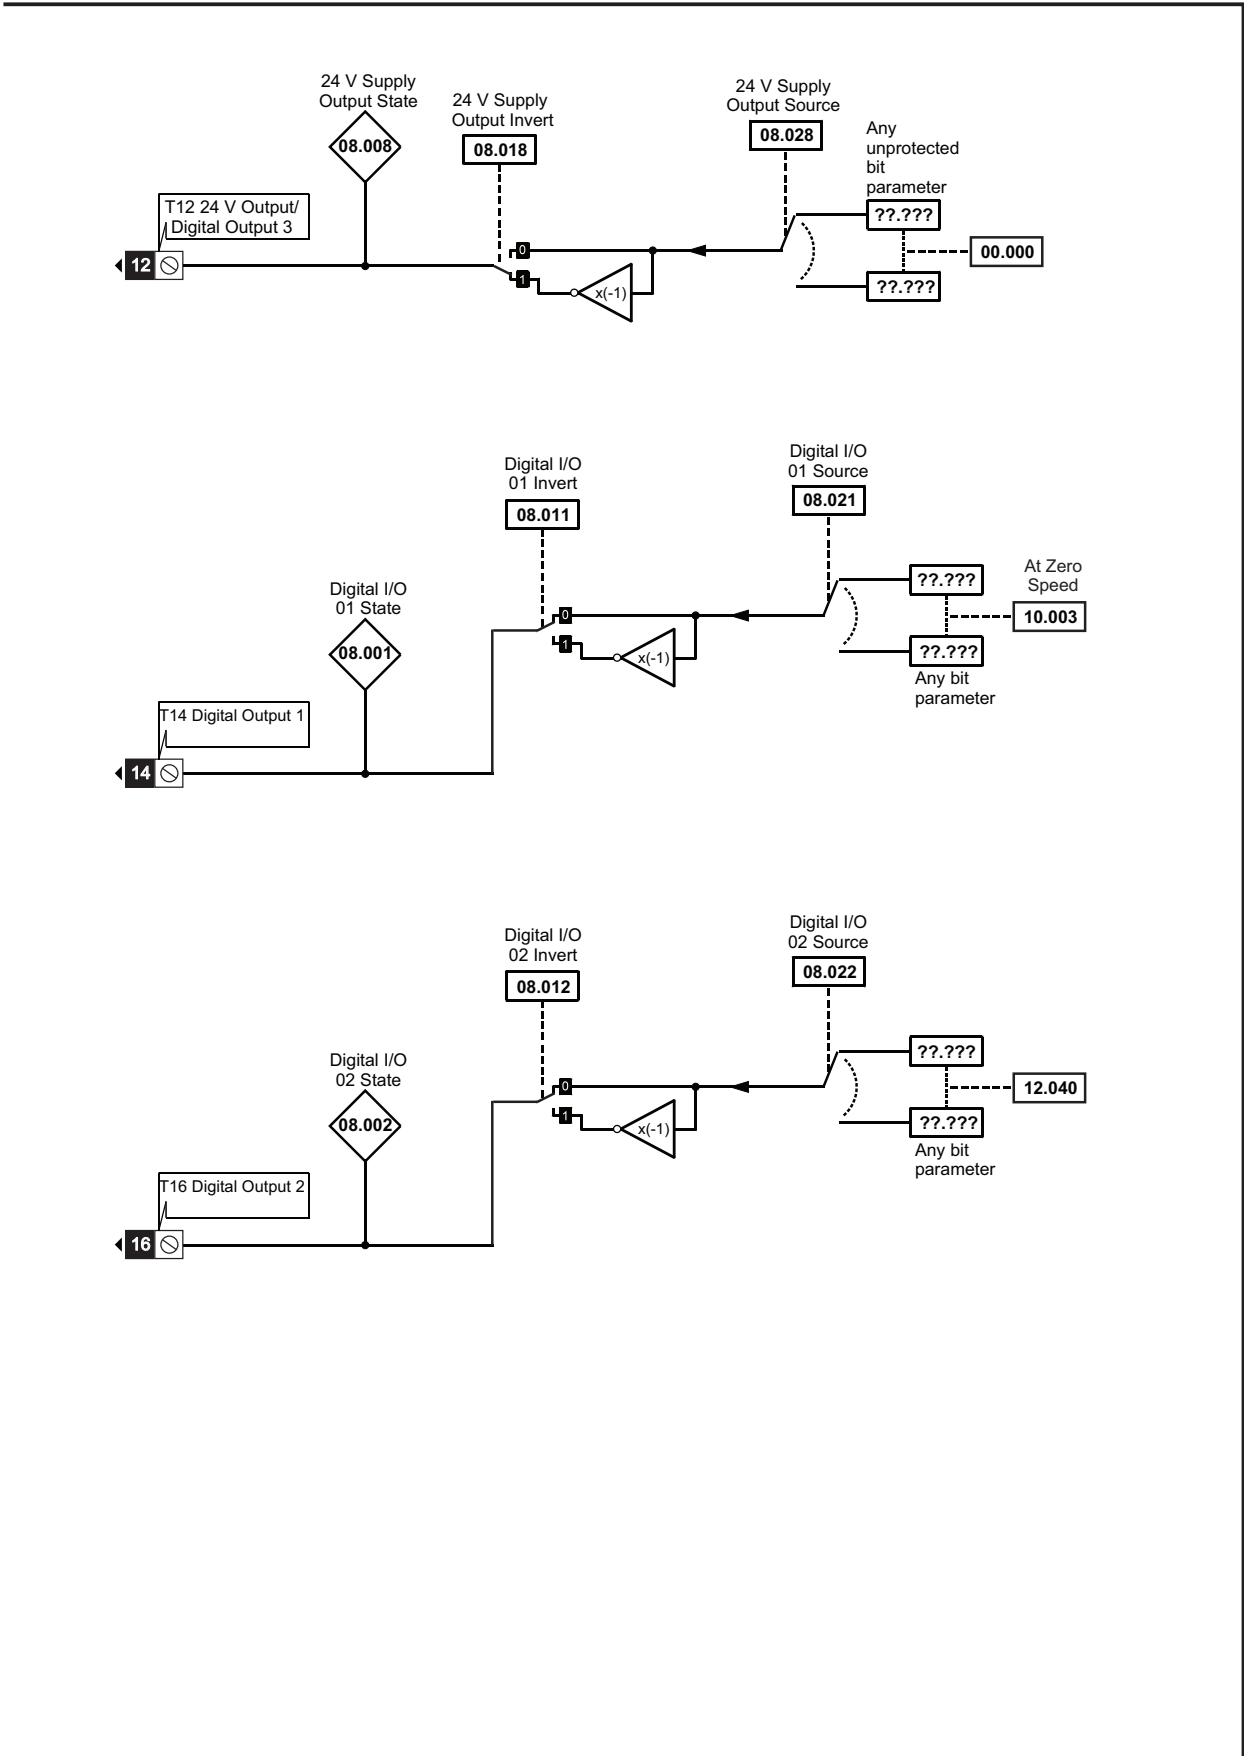 24 V Supply
Output State
08.008
24 V Supply
Output Invert
08.018
24 V Supply
Output Source
08.028
Any
unprotected
bit
parameter
??.???
??.???
00.000
T12 24 V Output/
Digital Output 3
12
0
1
x(-1)
Digital I/O
01 Invert
08.011
Digital I/O
01 Source
08.021
Digital I/O
01 State
08.001
0
1
x(-1)
??.???
??.???
Any bit
parameter
At Zero
Speed
10.003
T14 Digital Output 1
14
Digital I/O
02 Invert
08.012
Digital I/O
02 Source
08.022
Digital I/O
02 State
08.002
0
1
x(-1)
??.???
??.???
Any bit
parameter
12.040
T16 Digital Output 2
16